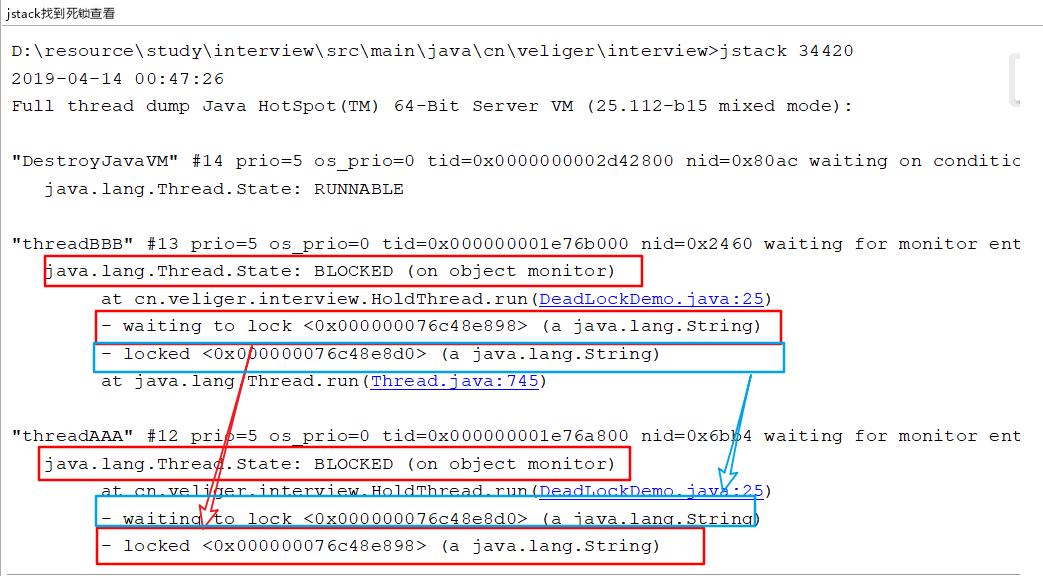 jstack找到死锁查看
D:\resource\study\interview\src\main\java\cn\veliger\interview>jstack 34420
2019-04-14 00:47:26
Full thread dump Java HotSpot(TM) 64-Bit Server VM (25.112-b15 mixed mode):
"DestroyJavaVM" #14 prio=5 os_prio=0 tid=0x0000000002d42800 nid=0x80ac waiting on conditic
java.lang.Thread.State: RUNNABLE
"threadBBB" #13 prio=5 os_prio=0 tid=0x000000001e76b000 nid=0x2460 waiting for monitor ent
java.lang.Thread.State: BLOCKED (on object monitor)
at cn.veliger.interview.HoldThread.run(DeadLockDemo.java:25)
- waiting to lock <0x000000076c48e898> (a java.lang.String)
- locked <0x000000076c48e8d0> (a java.lang.String)
at java.lang.Thread.run(Thread.java:745)
"threadAAA" #12 prio=5 os_prio=0 tid=0x000000001e76a800 nid=0x6bb4 waiting for monitor ent
java.lang.Thread.State: BLOCKED (on object monitor)
at cn.veliger.interview.HoldThread.run(DeadLockDemo.java:25)
- waiting to lock <0x000000076c48e8d0> (a java.lang.String)
- locked <0x000000076c48e898> (a java.lang.String)